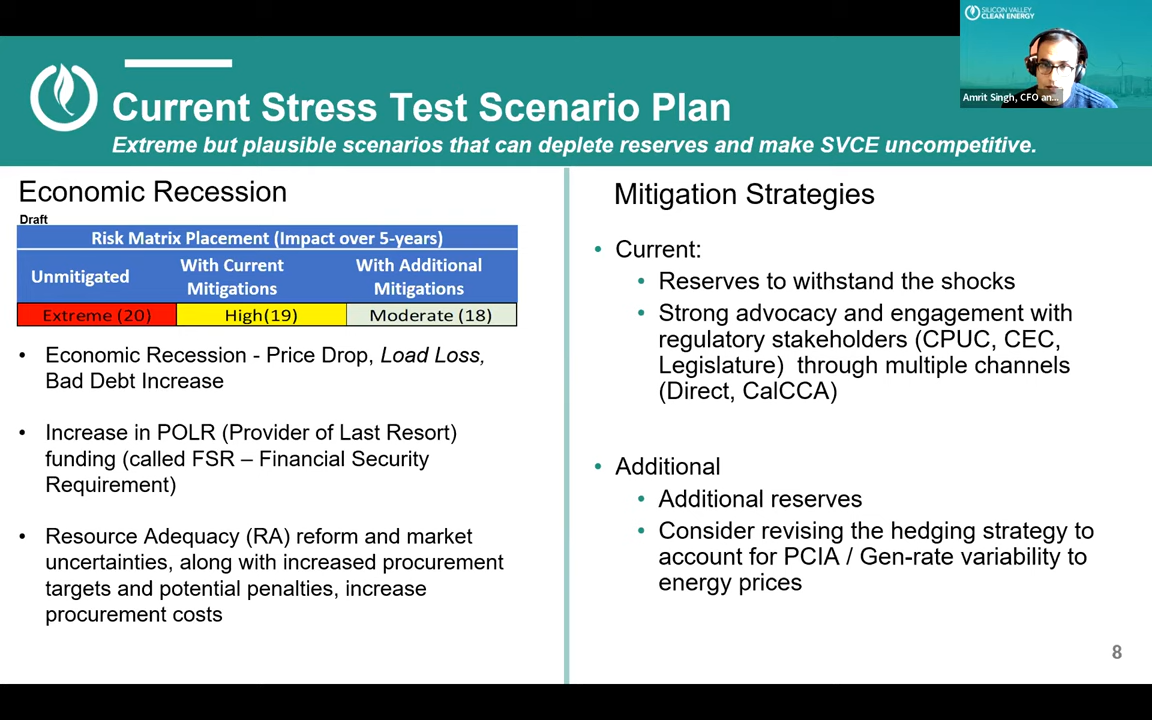 SILICON VALLEY
CLEAN ENERGY
Amrit Singh, CFO an...
Current Stress Test Scenario Plan
Extreme but plausible scenarios that can deplete reserves and make SVCE uncompetitive.
Economic Recession
Draft
Risk Matrix Placement (Impact over 5-years)
Unmitigated
With Current
Mitigations
With Additional
Mitigations
Extreme (20)
High(19)
Moderate (18)
• Economic Recession - Price Drop, Load Loss,
Bad Debt Increase
• Increase in POLR (Provider of Last Resort)
funding (called FSR – Financial Security
Requirement)
• Resource Adequacy (RA) reform and market
uncertainties, along with increased procurement
targets and potential penalties, increase
procurement costs
Mitigation Strategies
• Current:
• Reserves to withstand the shocks
• Strong advocacy and engagement with
regulatory stakeholders (CPUC, CEC,
Legislature) through multiple channels
(Direct, CalCCA)
• Additional
• Additional reserves
• Consider revising the hedging strategy to
account for PCIA / Gen-rate variability to
energy prices
8